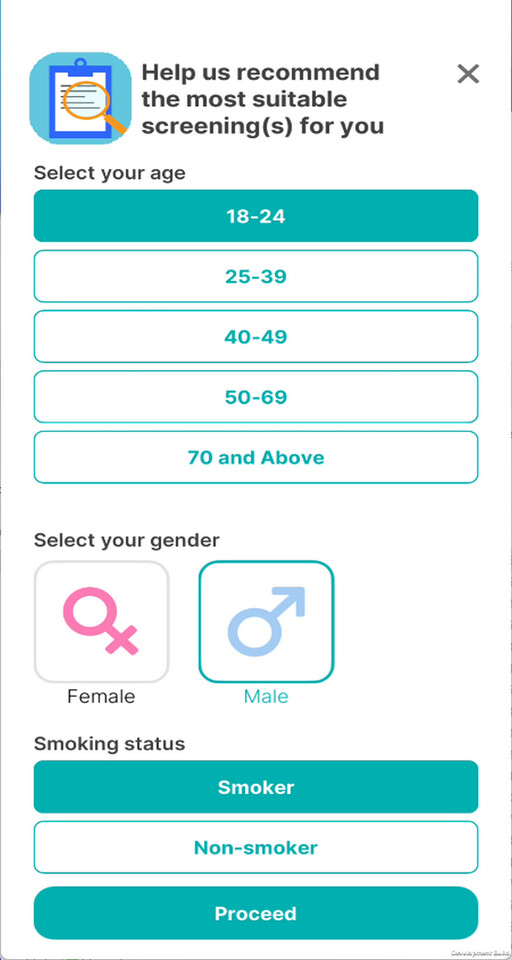 Help us recommend
the most suitable
screening(s) for you
Select your age
18-24
25-39
40-49
50-69
70 and Above
Select your gender
Female
Male
Smoking status
Smoker
Non-smoker
Proceed
Development Build